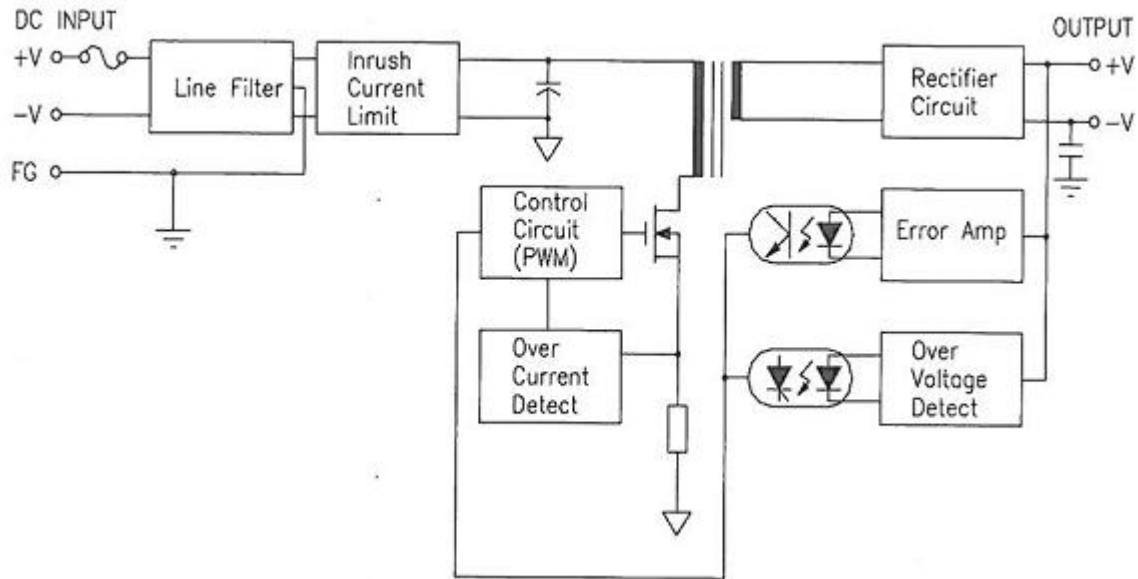 DC INPUT
OUTPUT
+V
-V
FG
Line Filter
Inrush
Current
Limit
Rectifier
Circuit
+V
-V
Control
Circuit
(PWM)
Error Amp
Over
Current
Detect
Over
Voltage
Detect